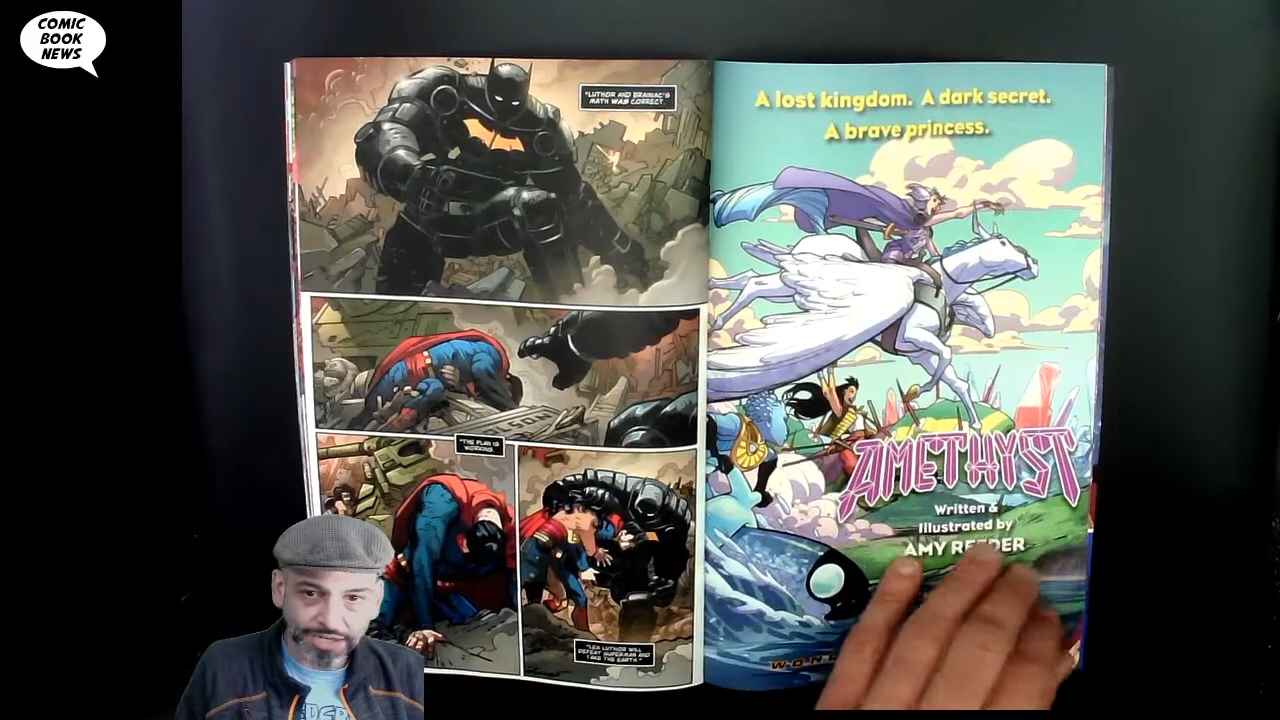 COMIC
BOOK
NEWS
"LUTHOR AND BRAINIAC'S
MATH WAS CORRECT.
OLSEN
"THE PLAN IS
WORKING.
"LEX LUTHOR WILL
DEFEAT SUPERMAN AND
TAKE THE EARTH."
A lost kingdom. A dark secret.
A brave princess.
AMETHYST
Written &
Illustrated by
AMY REEDER